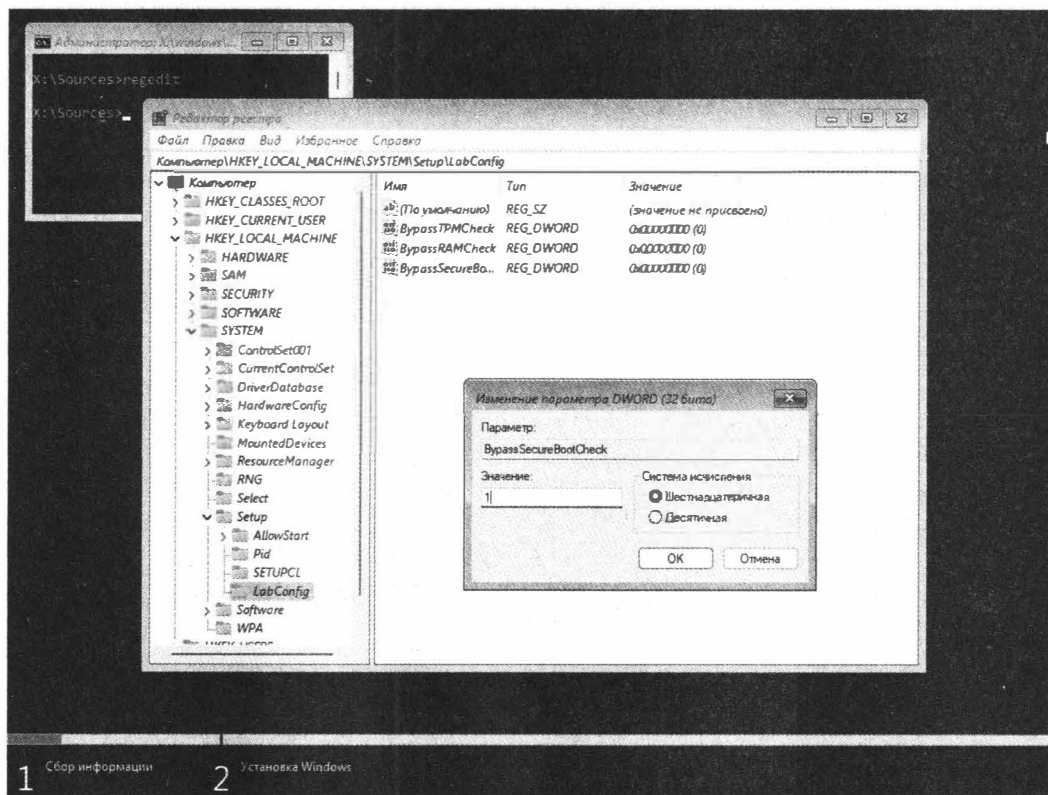 Администратор: X:\windows\...
X:\Sources>regedit
X:\Sources>
Редактор реестра
Файл Правка Вид Избранное Справка
Компьютер\HKEY_LOCAL_MACHINE\SYSTEM\Setup\LabConfig
Компьютер
HKEY_CLASSES_ROOT
HKEY_CURRENT_USER
HKEY_LOCAL_MACHINE
HARDWARE
SAM
SECURITY
SOFTWARE
SYSTEM
ControlSet001
CurrentControlSet
DriverDatabase
HardwareConfig
Keyboard Layout
MountedDevices
ResourceManager
RNG
Select
Setup
AllowStart
Pid
SETUPCL
LabConfig
Software
WPA
HKEY_USERS
Имя Тип Значение
(По умолчанию) REG_SZ (значение не присвоено)
BypassTPMCheck REG_DWORD 0x00000000 (0)
BypassRAMCheck REG_DWORD 0x00000000 (0)
BypassSecureBo... REG_DWORD 0x00000000 (0)
Изменение параметра DWORD (32 бита)
Параметр:
BypassSecureBootCheck
Значение:
1
Система исчисления
Шестнадцатеричная
Десятичная
OK Отмена
1 Сбор информации 2 Установка Windows